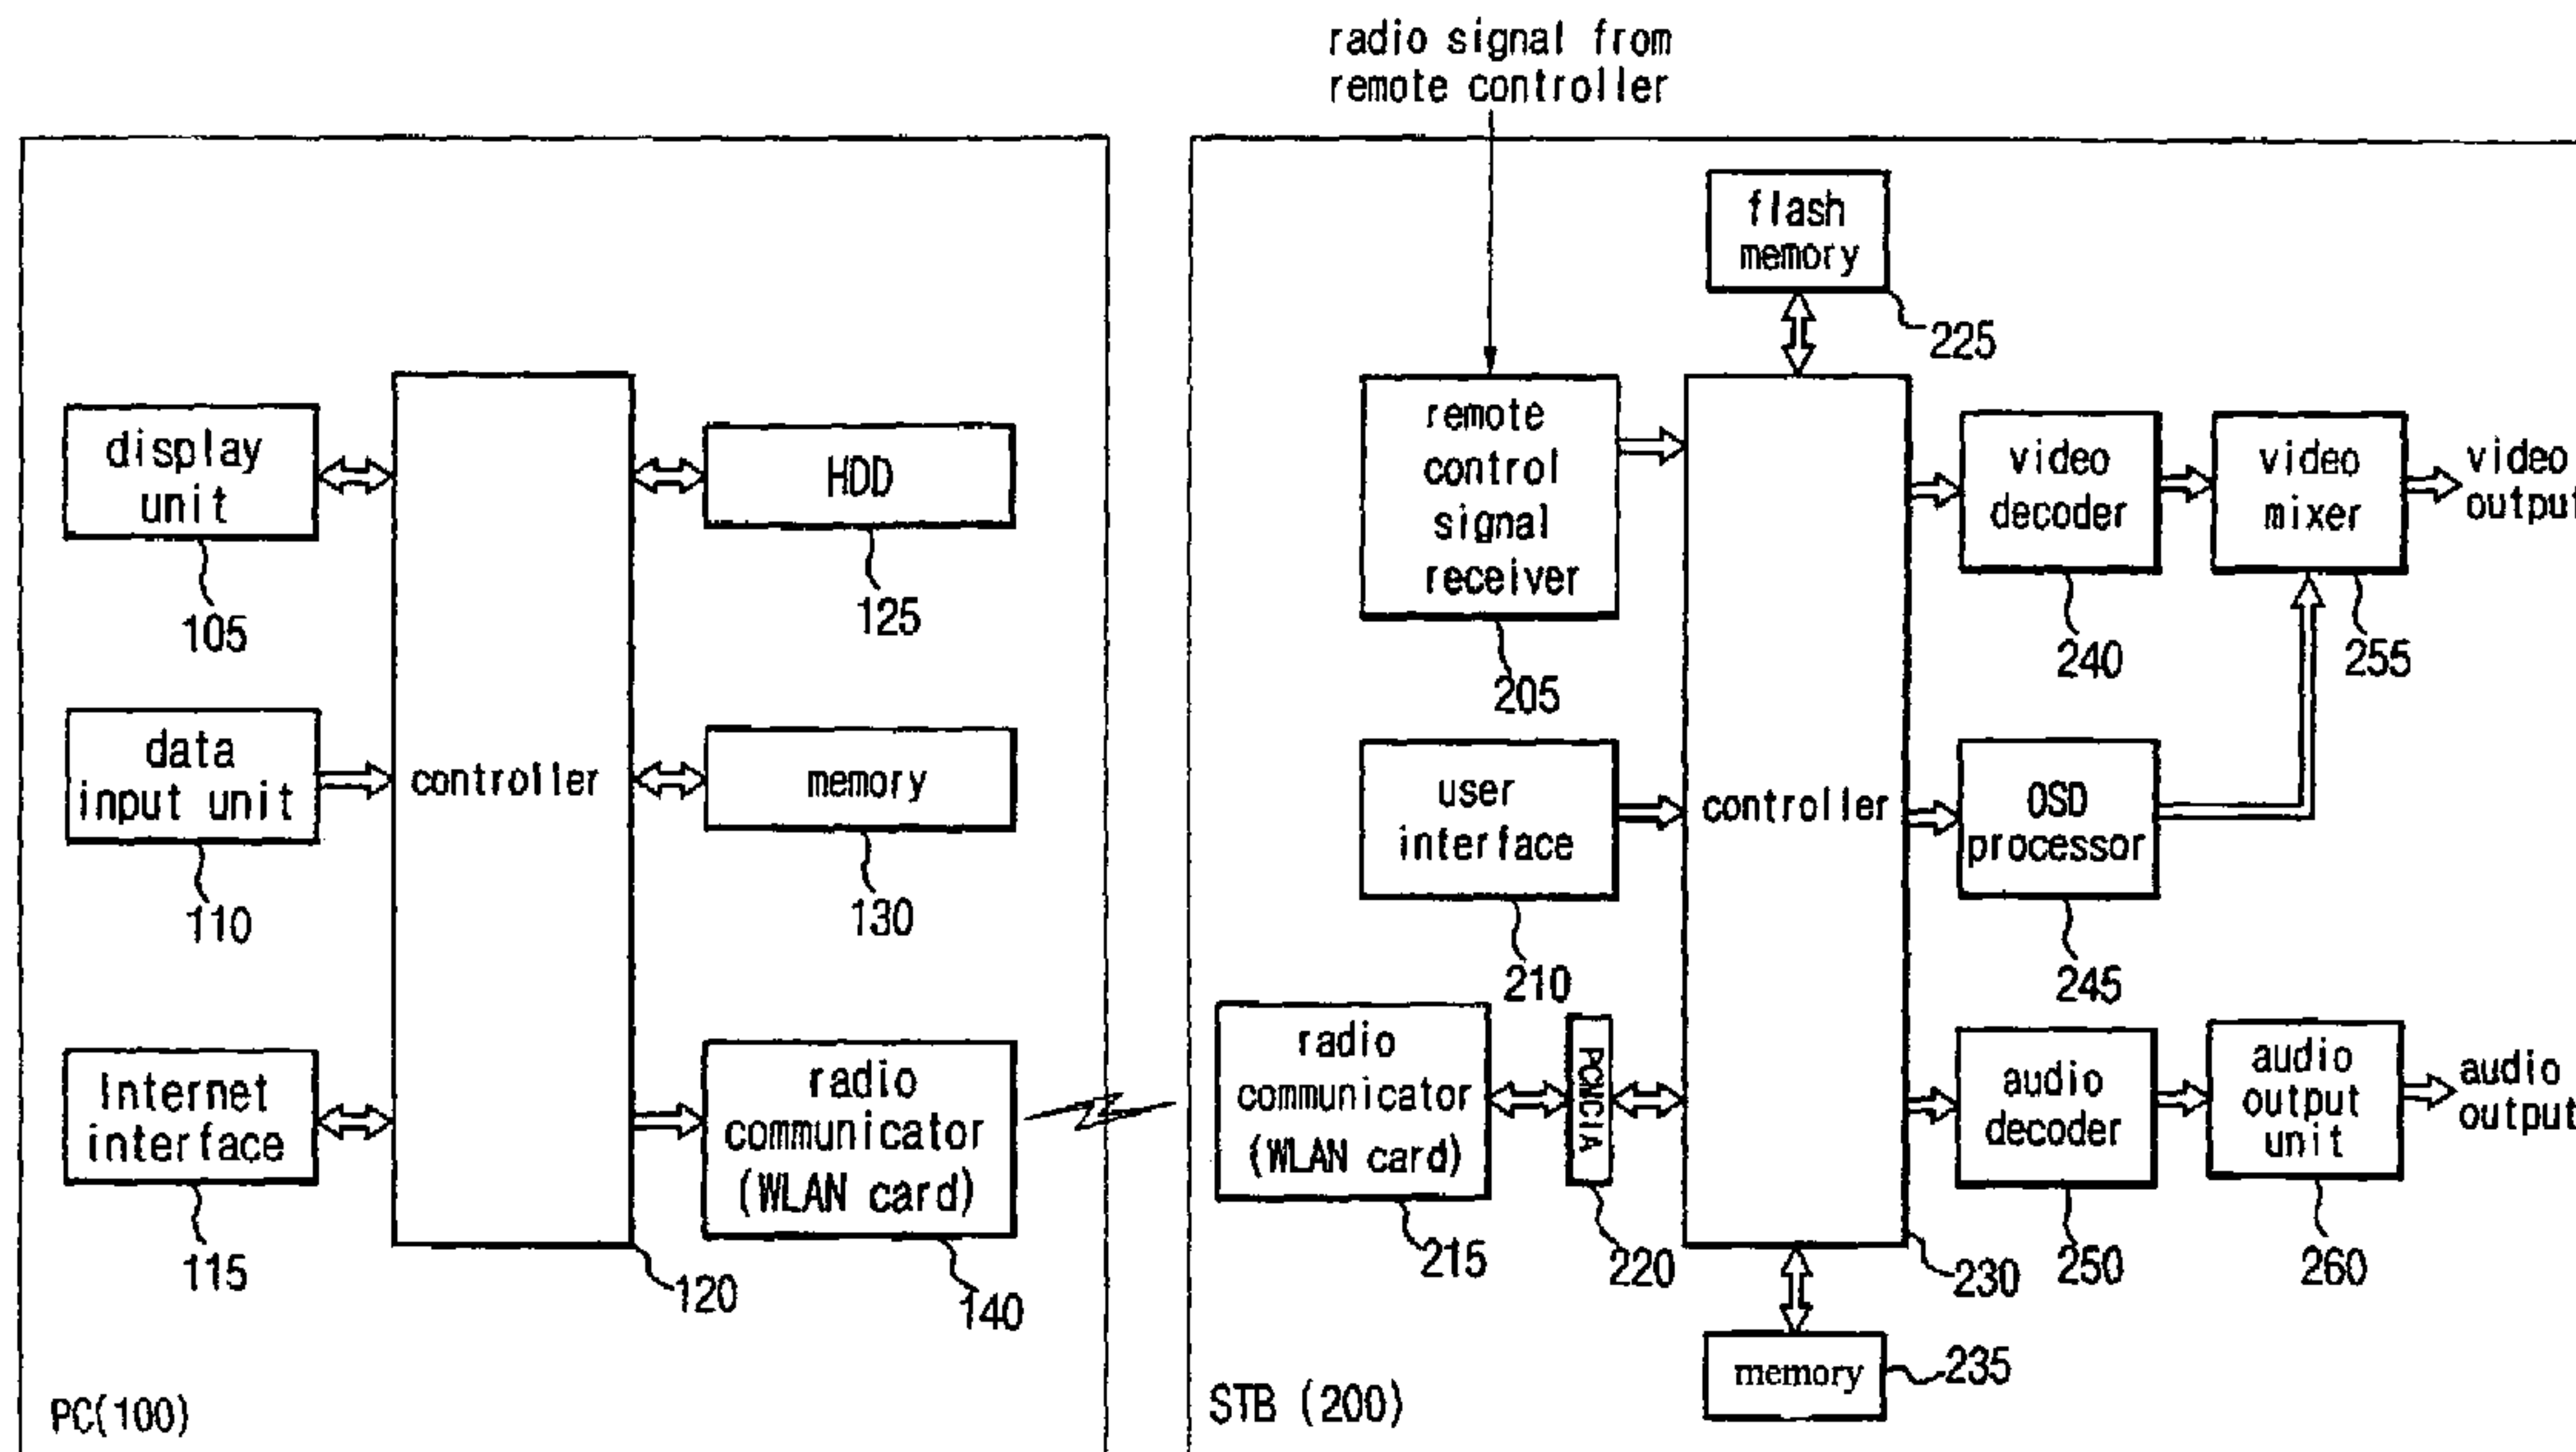 radio signal from
remote controller
display
unit
105
data
input unit
110
Internet
interface
115
controller
120
HDD
125
memory
130
radio
communicator
(WLAN card)
140
PC(100)
flash
memory
225
remote
control
signal
receiver
205
user
interface
210
radio
communicator
(WLAN card)
215
PCMCIA
220
controller
230
memory
235
video
decoder
240
video
mixer
255
video
output
OSD
processor
245
audio
decoder
250
audio
output
unit
260
audio
output
STB (200)